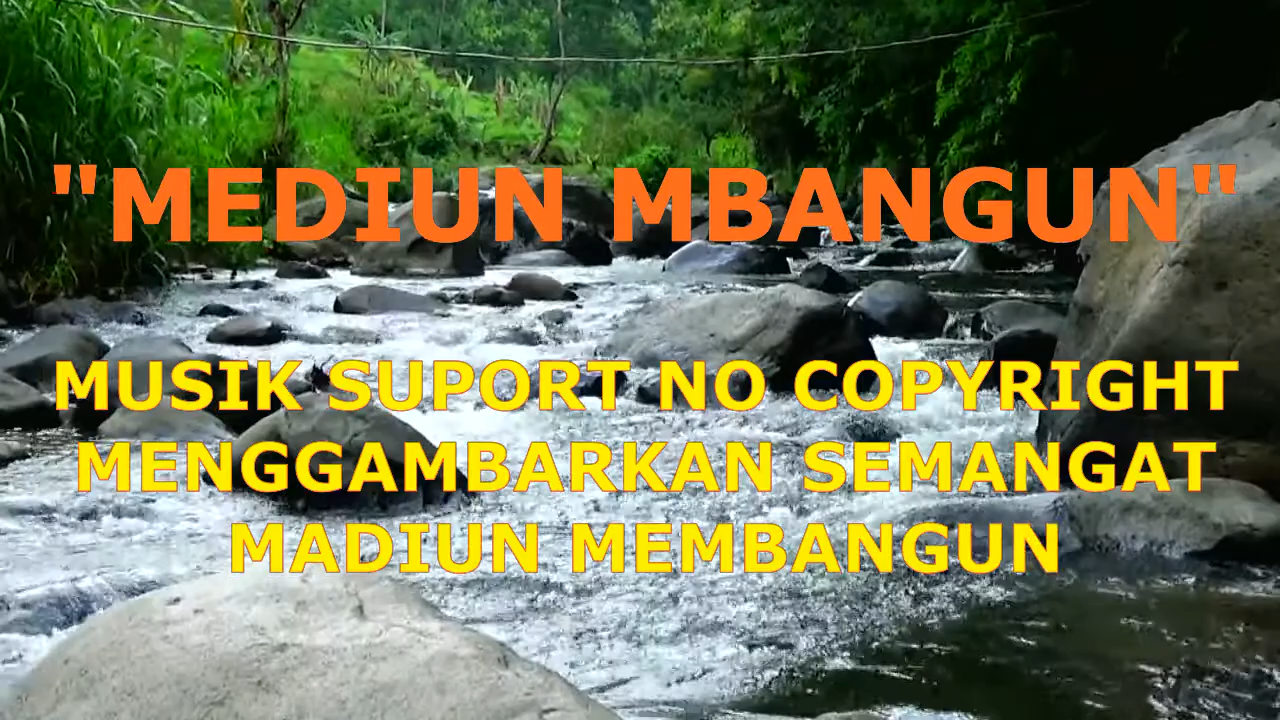 "MEDIUN MBANGUN"
MUSIK SUPORT NO COPYRIGHT
MENGGAMBARKAN SEMANGAT
MADIUN MEMBANGUN